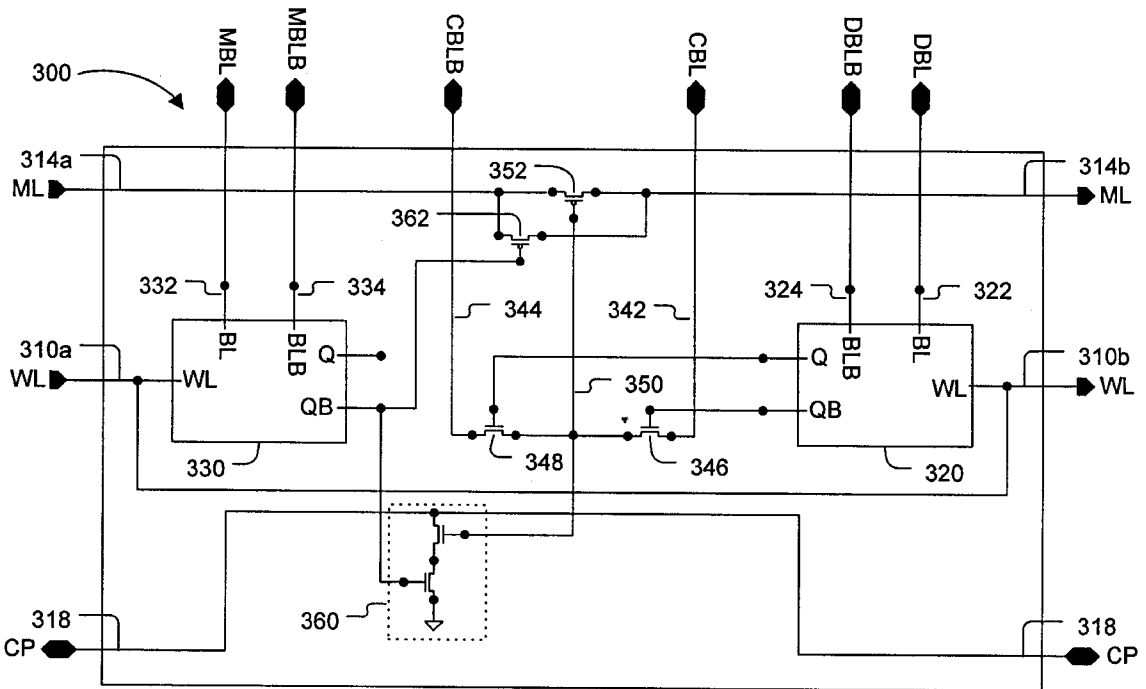 MBL
MBLB
CBLB
CBL
DBLB
DBL
300
314a
ML
352
362
314b
ML
332
334
344
342
324
322
BL
BLB
Q
310a
WL
WL
QB
350
Q
QB
BLB
BL
WL
310b
WL
330
348
346
320
360
318
CP
318
CP